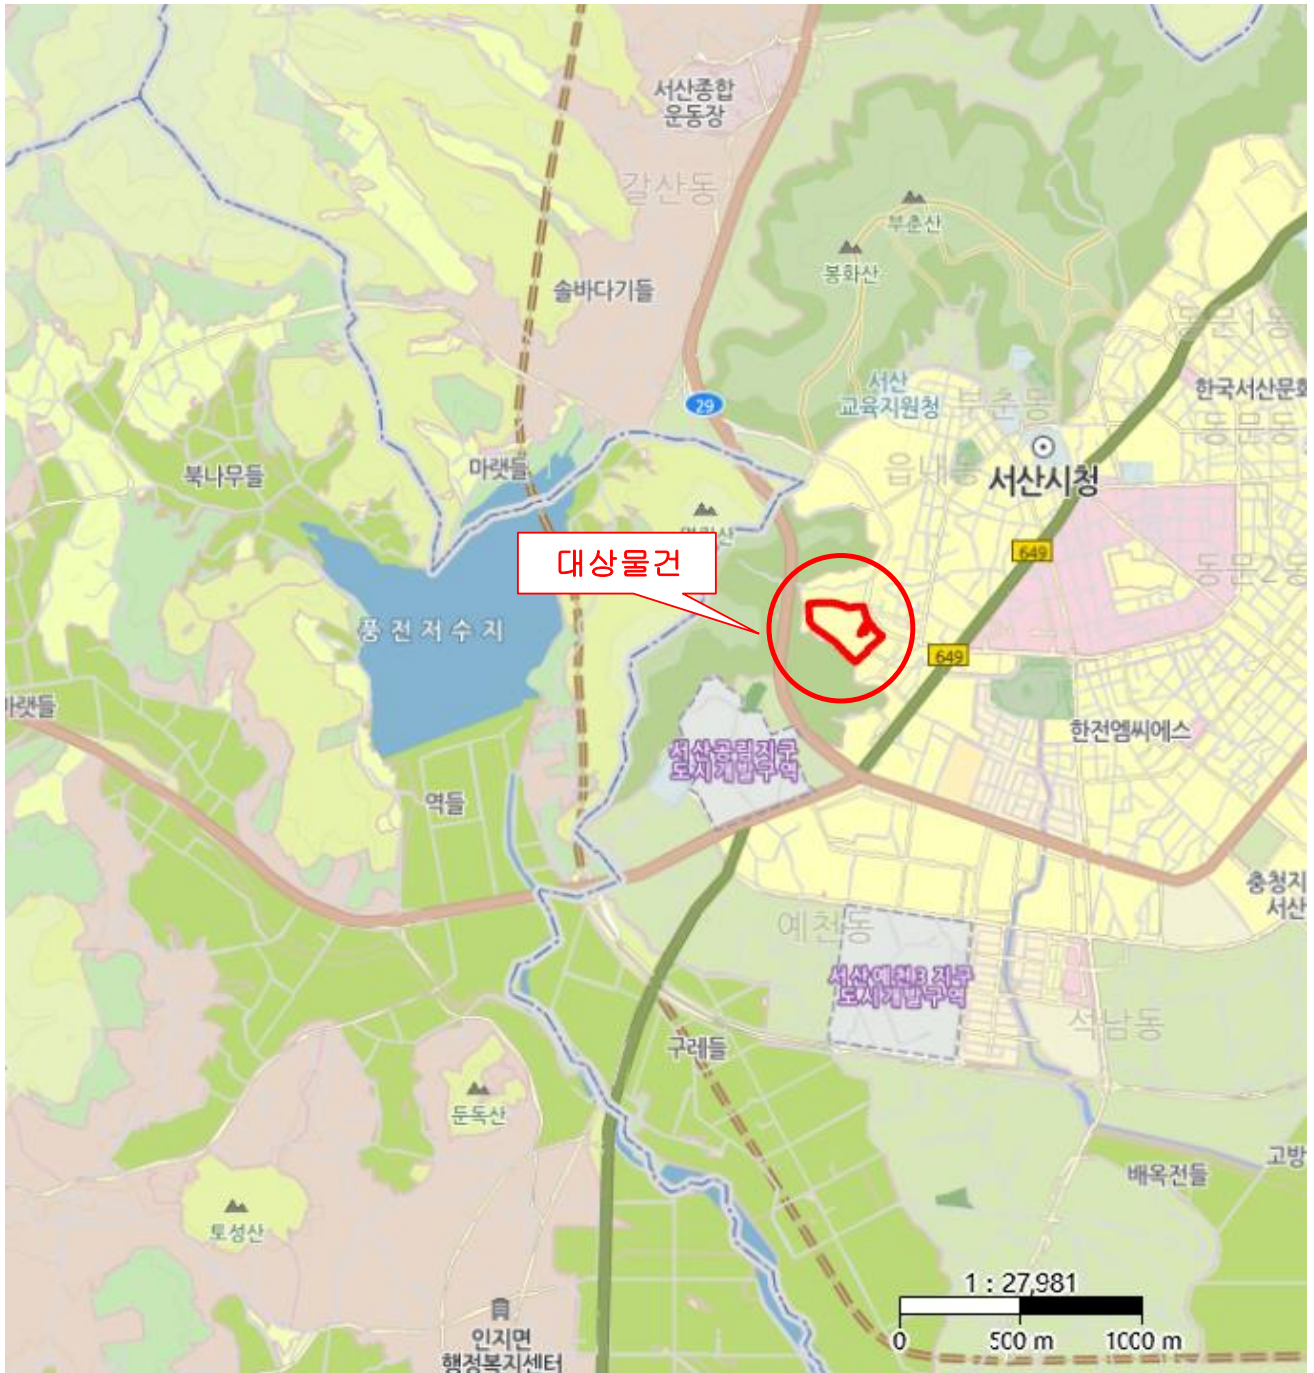 서산종합
운동장
갈산동
부춘산
봉화산
솔바다기들
동문1동
서산
교육지원청
부춘동
한국서산문화
29
동문동
마랫들
북나무들
읍내동
서산시청
649
대상물건
동문2동
풍전저수지
649
마랫들
한전엠씨에스
서산공림지구
도시개발구역
역들
충청지
서산
예천동
서산예천3지구
도시개발구역
석남동
구레들
둔독산
고방
배옥전들
토성산
1 : 27,981
0 500 m 1000 m
인지면
행정복지센터